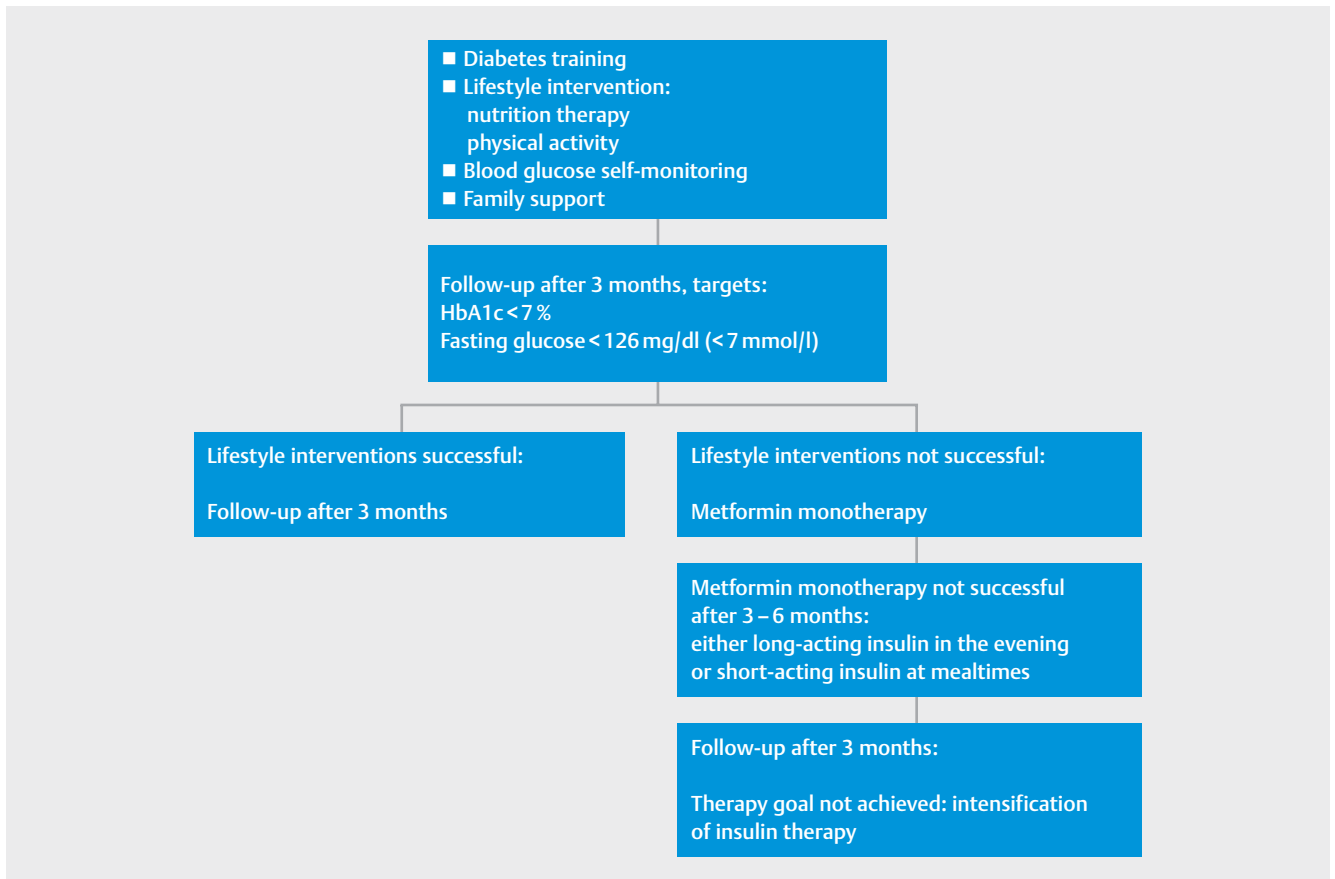 ■ Diabetes training
■ Lifestyle intervention:
nutrition therapy
physical activity
■ Blood glucose self-monitoring
■ Family support
Follow-up after 3 months, targets:
HbA1c < 7 %
Fasting glucose < 126 mg/dl (< 7 mmol/l)
Lifestyle interventions successful:
Follow-up after 3 months
Lifestyle interventions not successful:
Metformin monotherapy
Metformin monotherapy not successful
after 3 – 6 months:
either long-acting insulin in the evening
or short-acting insulin at mealtimes
Follow-up after 3 months:
Therapy goal not achieved: intensification
of insulin therapy